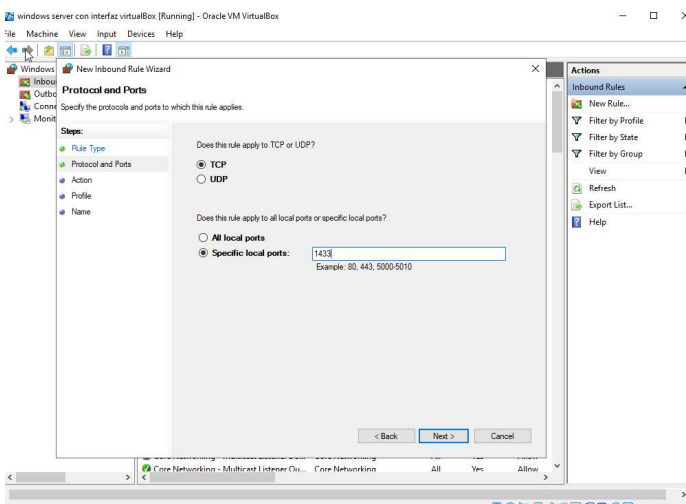 windows server con interfaz virtualBox [Running] - Oracle VM VirtualBox
File Machine View Input Devices Help
Windows
Inbou
Outbo
Conne
Monit
New Inbound Rule Wizard
Protocol and Ports
Specify the protocols and ports to which this rule applies.
Steps:
Rule Type
Protocol and Ports
Action
Profile
Name
Does this rule apply to TCP or UDP?
TCP
UDP
Does this rule apply to all local ports or specific local ports?
All local ports
Specific local ports:
1433
Example: 80, 443, 5000-5010
< Back Next > Cancel
Actions
Inbound Rules
New Rule...
Filter by Profile
Filter by State
Filter by Group
View
Refresh
Export List...
Help
Core Networking - Multicast Listener Qu... Core Networking All Yes Allow